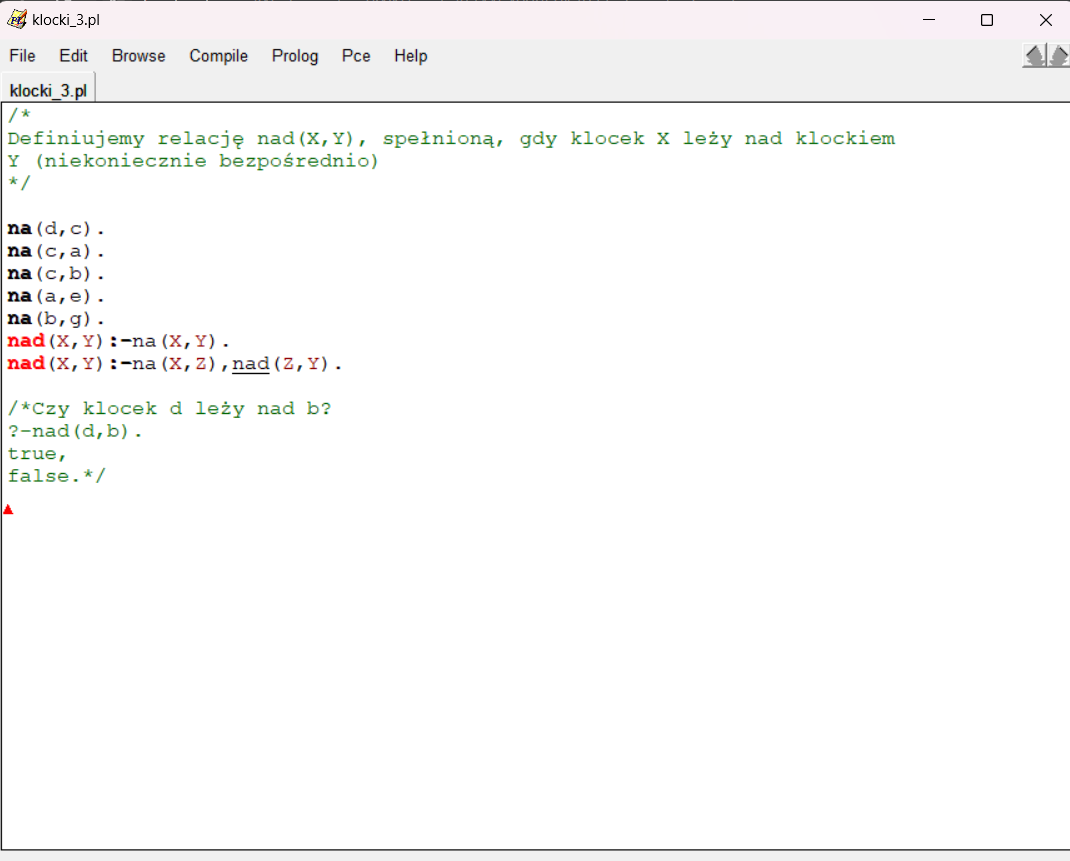 klocki_3.pl
File Edit Browse Compile Prolog Pce Help
klocki_3.pl
/*
Definiujemy relację nad(X,Y), spełnioną, gdy klocek X leży nad klockiem
Y (niekoniecznie bezpośrednio)
*/
na(d,c).
na(c,a).
na(c,b).
na(a,e).
na(b,g).
nad(X,Y):-na(X,Y).
nad(X,Y):-na(X,Z),nad(Z,Y).
/*Czy klocek d leży nad b?
?-nad(d,b).
true,
false.*/